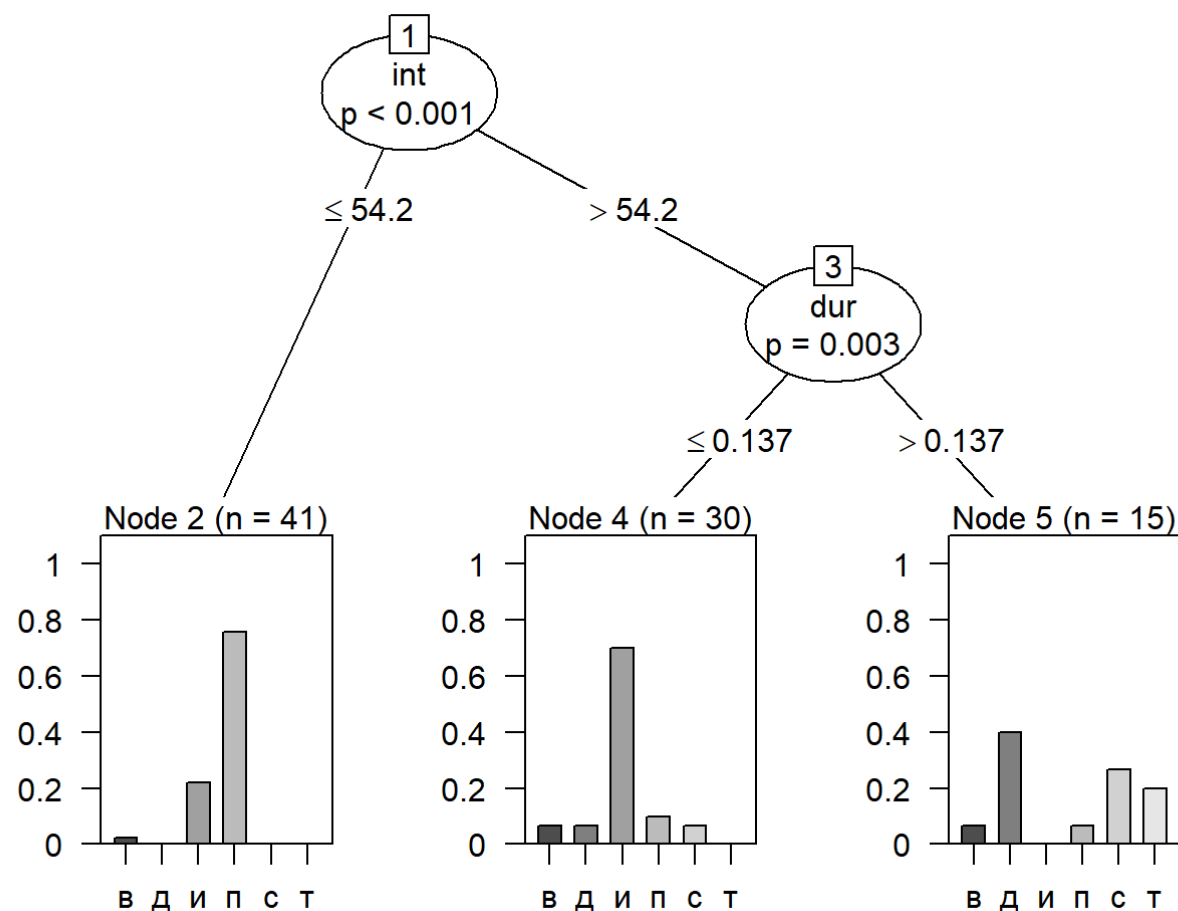 1
int
p < 0.001
≤ 54.2
> 54.2
3
dur
p = 0.003
≤ 0.137
> 0.137
Node 2 (n = 41)
1
0.8
0.6
0.4
0.2
0
в д и п с т
Node 4 (n = 30)
1
0.8
0.6
0.4
0.2
0
в д и п с т
Node 5 (n = 15)
1
0.8
0.6
0.4
0.2
0
в д и п с т